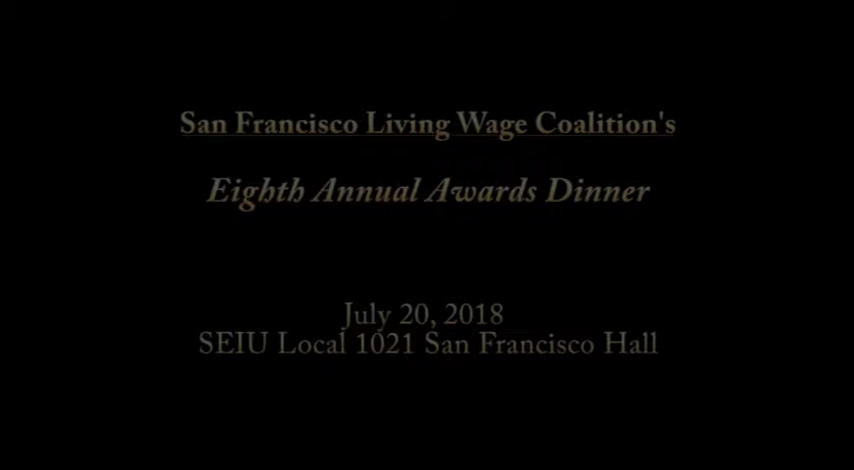 San Francisco Living Wage Coalition's
Eighth Annual Awards Dinner
July 20, 2018
SEIU Local 1021 San Francisco Hall